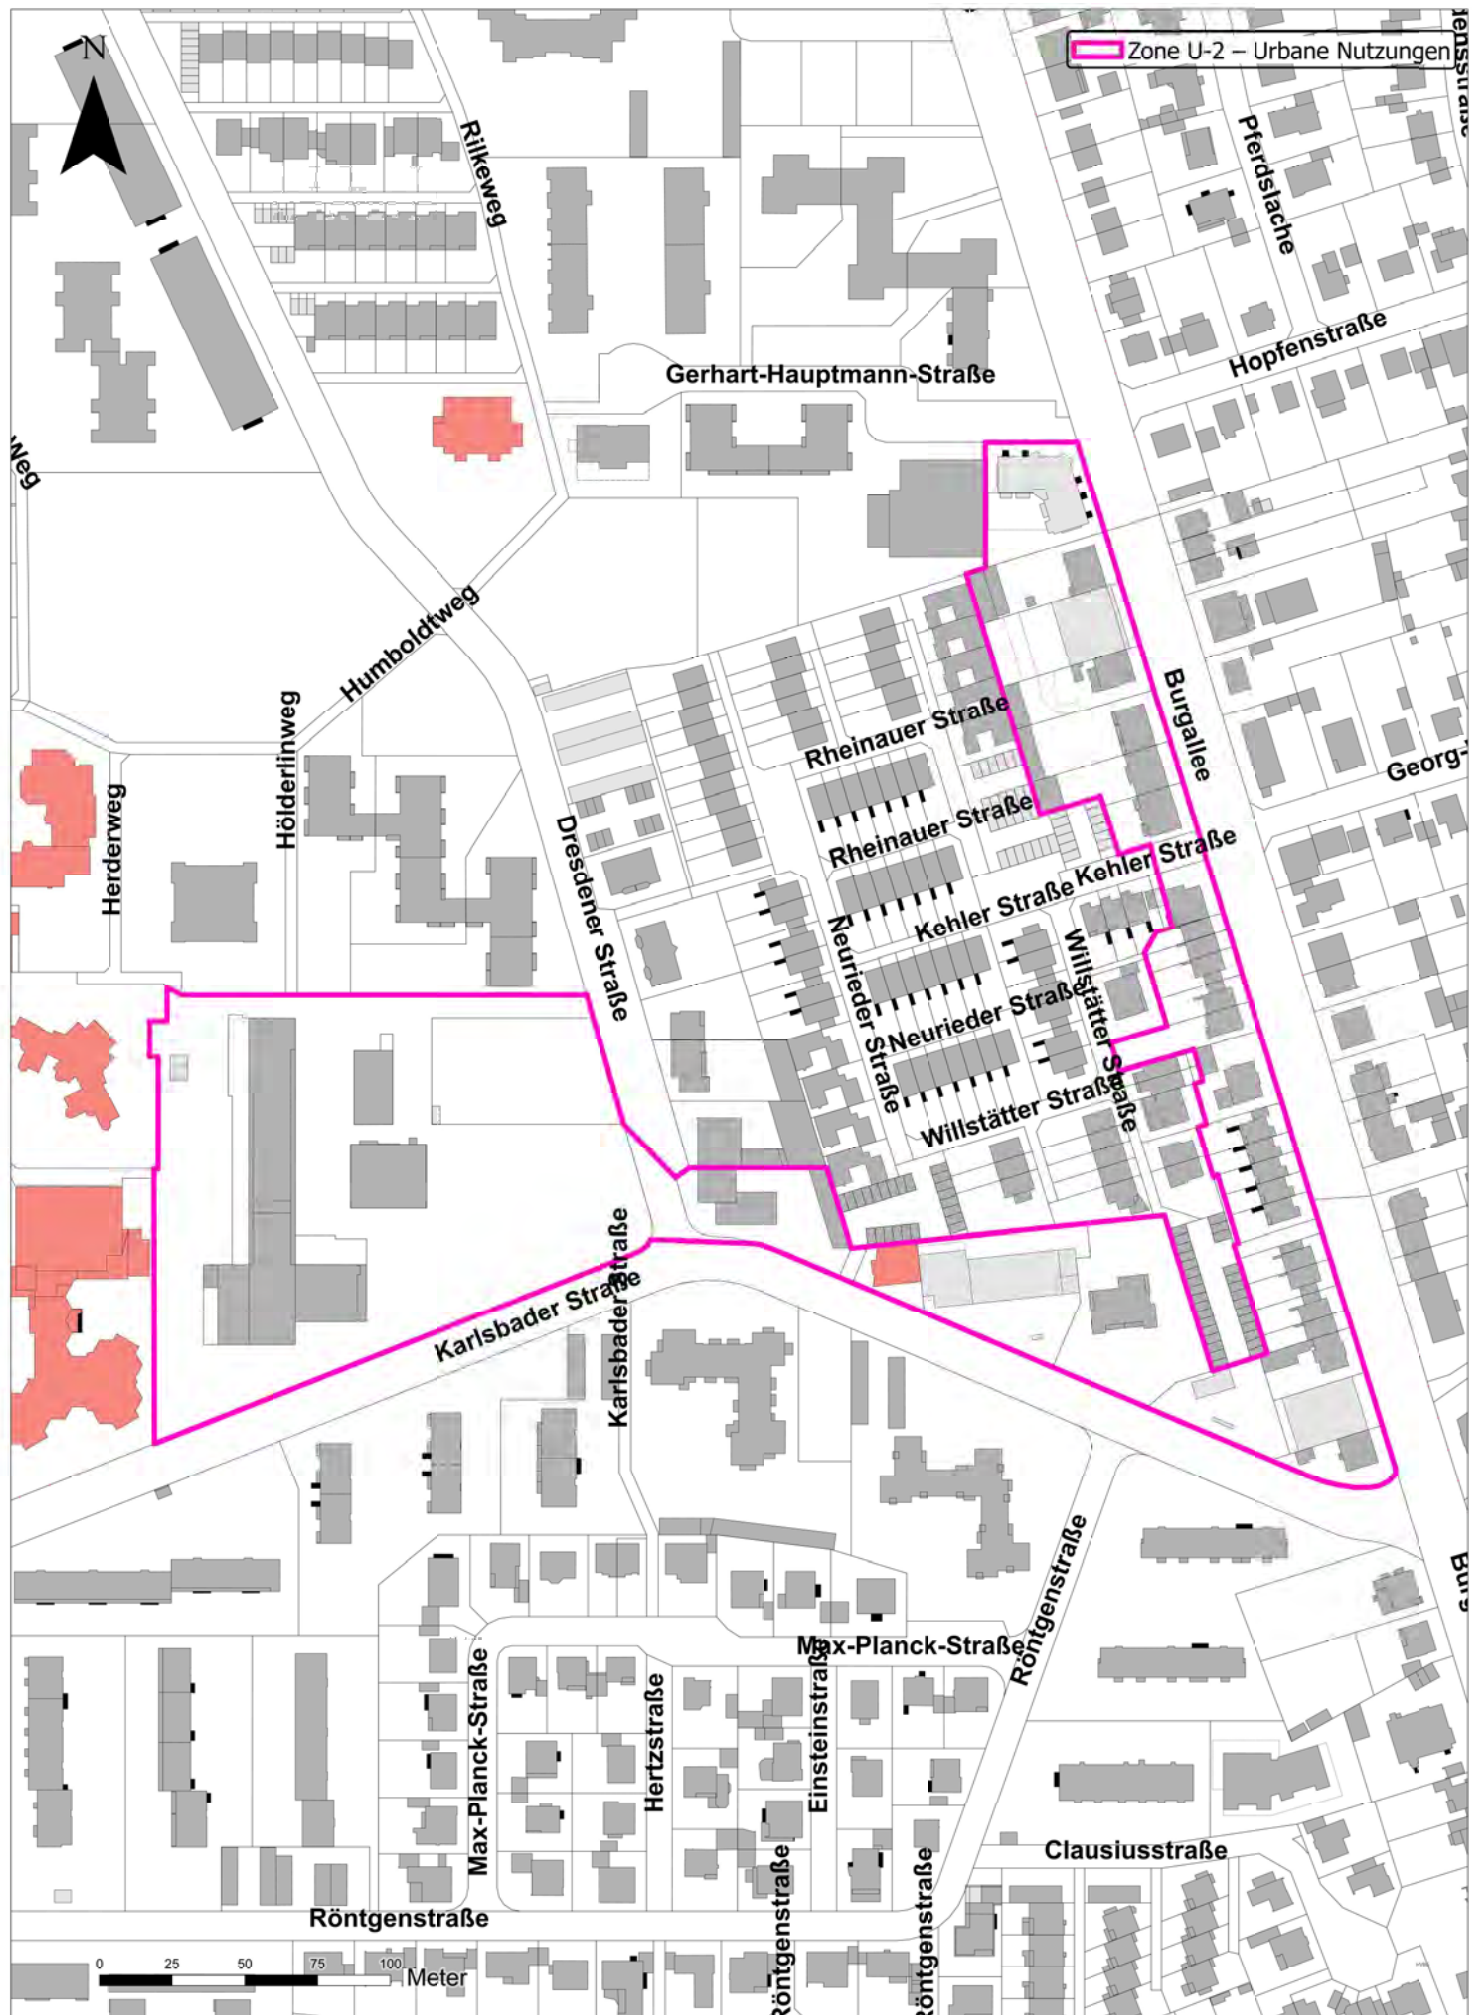 N
Zone U-2 – Urbane Nutzungen
Rilkeweg
Pferdslache
Hopfenstraße
Gerhart-Hauptmann-Straße
Weg
Humboldtweg
Burgallee
Hölderlinweg
Herderweg
Rheinauer Straße
Georg-
Rheinauer Straße
Dresdener Straße
Kehler Straße
Kehler Straße
Neurieder Straße
Willstätter Straße
Neurieder Straße
Willstätter Straße
Karlsbader Straße
Karlsbader Straße
Röntgenstraße
Max-Planck-Straße
Max-Planck-Straße
Hertzstraße
Einsteinstraße
Clausiusstraße
Röntgenstraße
Röntgenstraße
Röntgenstraße
0 25 50 75 100 Meter